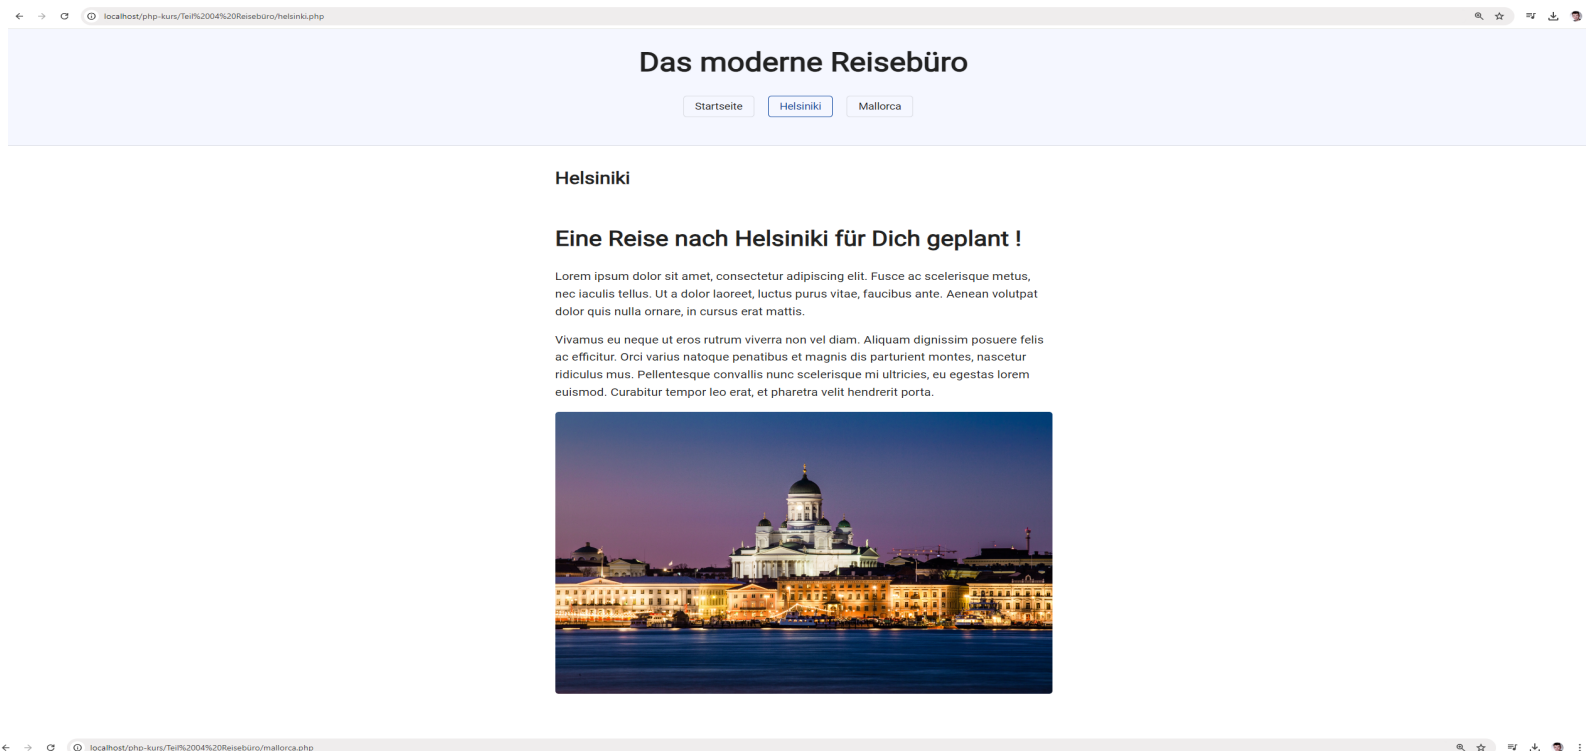 localhost/php-kurs/Teil%2004%20Reisebüro/helsinki.php
Das moderne Reisebüro
Startseite Helsiniki Mallorca
Helsiniki
Eine Reise nach Helsiniki für Dich geplant !
Lorem ipsum dolor sit amet, consectetur adipiscing elit. Fusce ac scelerisque metus,
nec iaculis tellus. Ut a dolor laoreet, luctus purus vitae, faucibus ante. Aenean volutpat
dolor quis nulla ornare, in cursus erat mattis.
Vivamus eu neque ut eros rutrum viverra non vel diam. Aliquam dignissim posuere felis
ac efficitur. Orci varius natoque penatibus et magnis dis parturient montes, nascetur
ridiculus mus. Pellentesque convallis nunc scelerisque mi ultricies, eu egestas lorem
euismod. Curabitur tempor leo erat, et pharetra velit hendrerit porta.
localhost/php-kurs/Teil%2004%20Reisebüro/mallorca.php